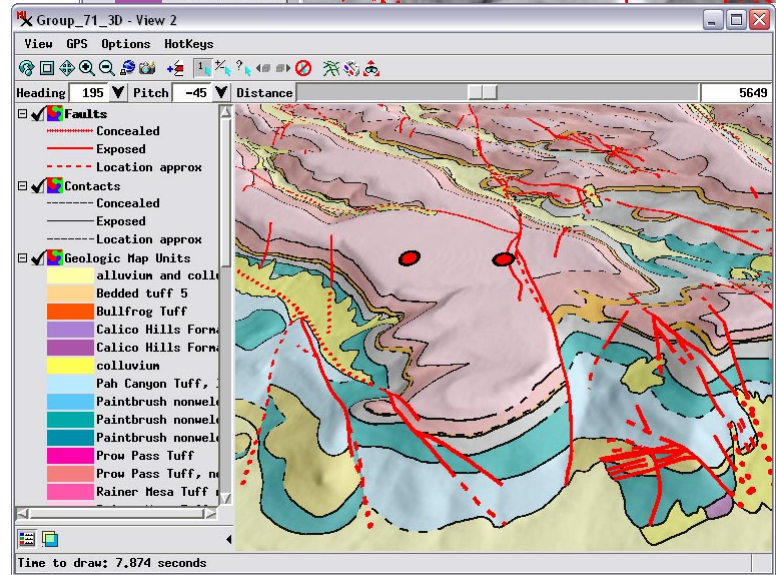 Group_71_3D - View 2
View GPS Options HotKeys
Heading 195 Pitch -45 Distance 5649
Faults
Concealed
Exposed
Location approx
Contacts
Concealed
Exposed
Location approx
Geologic Map Units
alluvium and collu
Bedded tuff 5
Bullfrog Tuff
Calico Hills Forma
Calico Hills Forma
colluvium
Pah Canyon Tuff,
Paintbrush nonwel
Paintbrush nonwel
Paintbrush nonwel
Prow Pass Tuff
Prow Pass Tuff, no
Rainer Mesa Tuff
Time to draw: 7.874 seconds